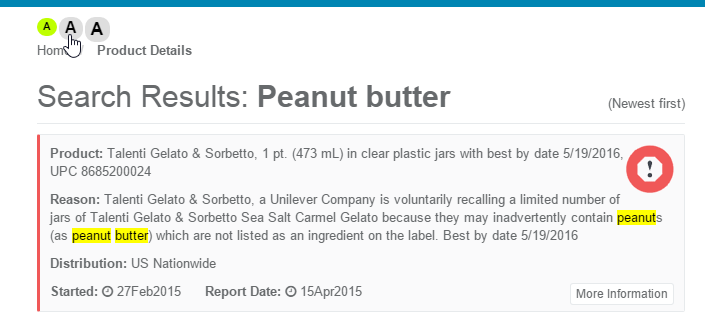 A A A
Hom Product Details
Search Results: Peanut butter (Newest first)
Product: Talenti Gelato & Sorbetto, 1 pt. (473 mL) in clear plastic jars with best by date 5/19/2016,
UPC 8685200024
Reason: Talenti Gelato & Sorbetto, a Unilever Company is voluntarily recalling a limited number of
jars of Talenti Gelato & Sorbetto Sea Salt Carmel Gelato because they may inadvertently contain peanuts
(as peanut butter) which are not listed as an ingredient on the label. Best by date 5/19/2016
Distribution: US Nationwide
Started: 27Feb2015 Report Date: 15Apr2015 More Information